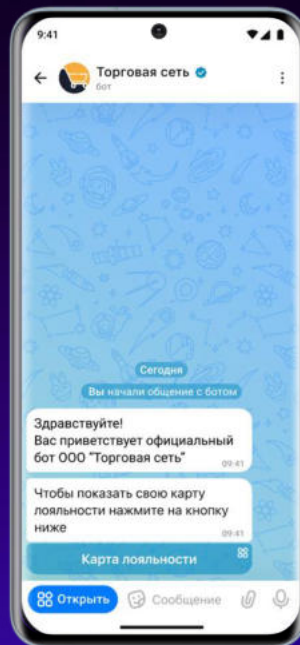 9:41
Торговая сеть
бот
Сегодня
Вы начали общение с ботом
Здравствуйте!
Вас приветствует официальный
бот ООО "Торговая сеть"
09:41
Чтобы показать свою карту
лояльности нажмите на кнопку
ниже
09:41
Карта лояльности
Открыть
Сообщение